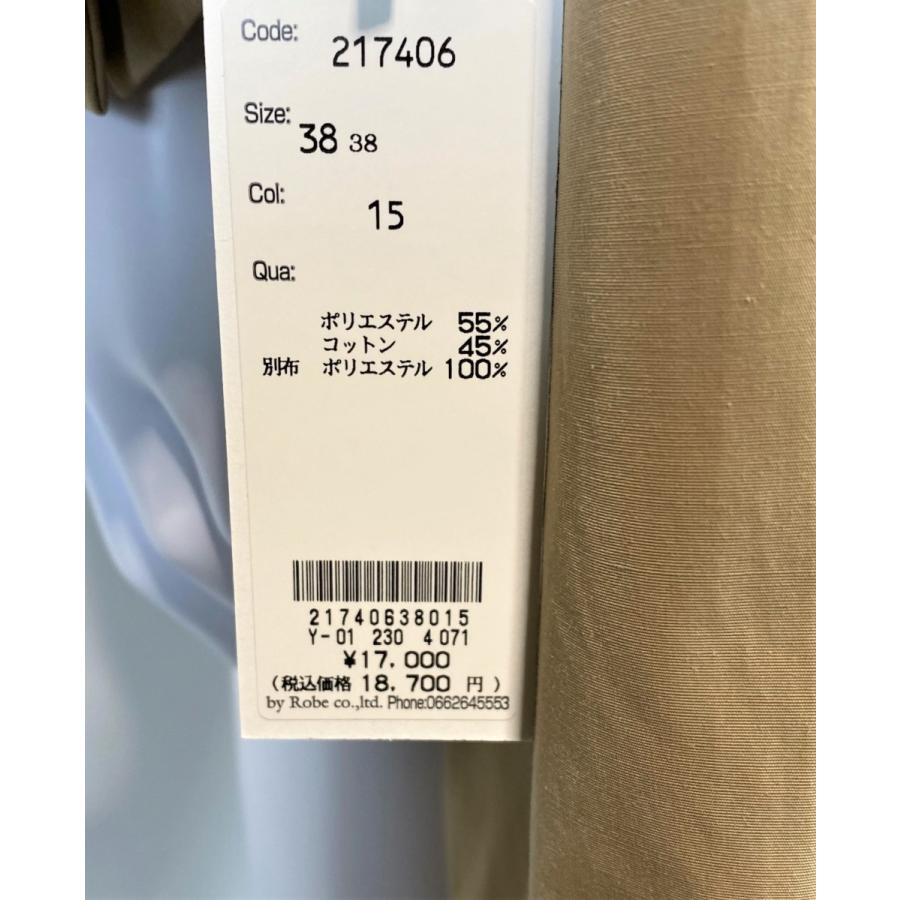 Code: 217406
Size: 38 38
Col: 15
Qua:
ポリエステル 55%
コットン 45%
別布 ポリエステル 100%
21740638015
Y-01 230 4071
¥17,000
(税込価格 18,700 円)
by Robe co.,ltd. Phone:0662645553